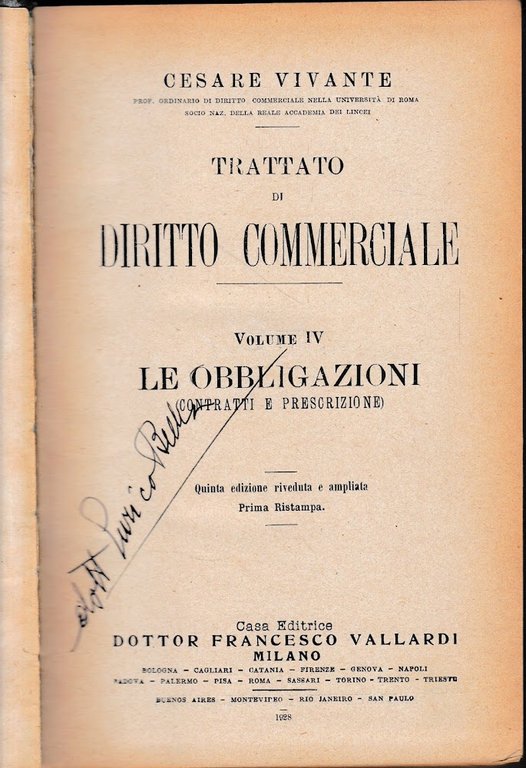 CESARE VIVANTE
PROF. ORDINARIO DI DIRITTO COMMERCIALE NELLA UNIVERSITÀ DI ROMA
SOCIO NAZ. DELLA REALE ACCADEMIA DEI LINCEI
TRATTATO
DI
DIRITTO COMMERCIALE
VOLUME IV
LE OBBLIGAZIONI
(CONTRATTI E PRESCRIZIONE)
dott Enrico
Quinta edizione riveduta e ampliata
Prima Ristampa.
Casa Editrice
DOTTOR FRANCESCO VALLARDI
MILANO
BOLOGNA – CAGLIARI – CATANIA – FIRENZE – GENOVA – NAPOLI
PADOVA – PALERMO – PISA – ROMA – SASSARI – TORINO – TRENTO – TRIESTE
BUENOS AIRES – MONTEVIDEO – RIO JANEIRO – SAN PAULO
1928